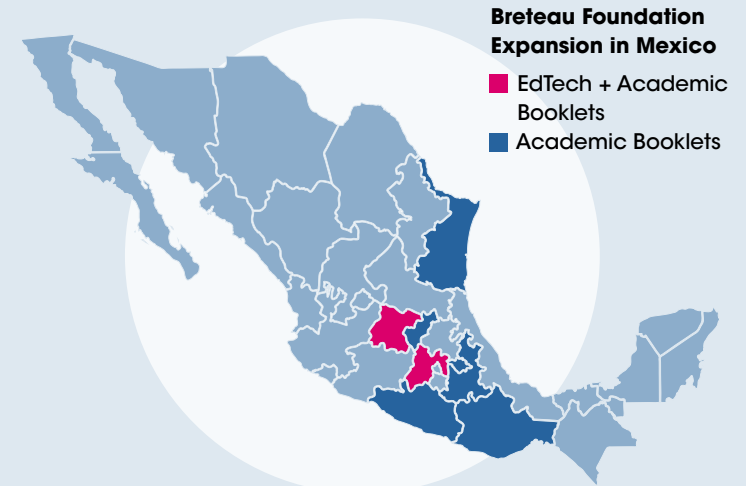 Breteau Foundation
Expansion in Mexico
EdTech + Academic
Booklets
Academic Booklets